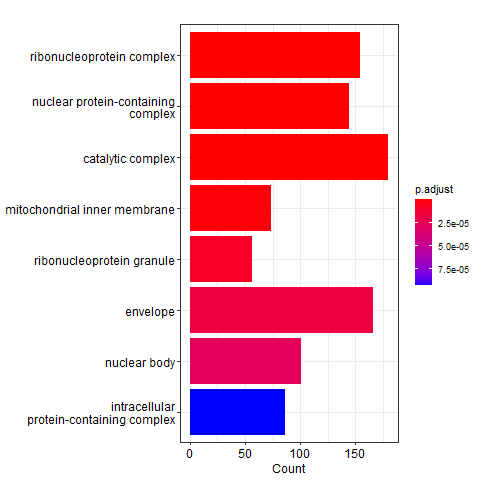 ribonucleoprotein complex
nuclear protein-containing
complex
catalytic complex
mitochondrial inner membrane
ribonucleoprotein granule
envelope
nuclear body
intracellular
protein-containing complex
0 50 100 150
Count
p.adjust
2.5e-05
5.0e-05
7.5e-05